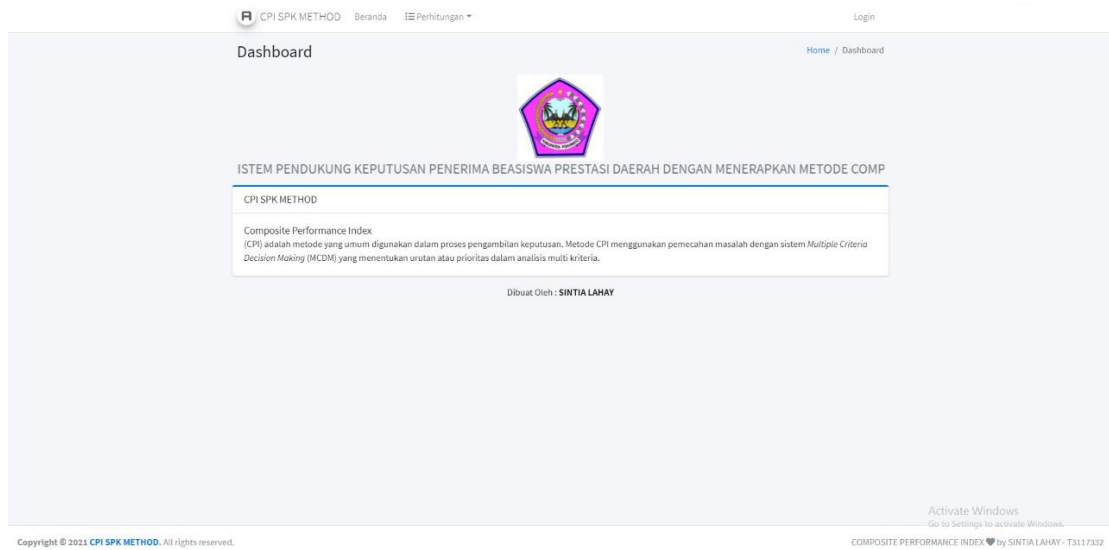 CPI SPK METHOD Beranda Perhitungan Login
Dashboard
Home / Dashboard
ISTEM PENDUKUNG KEPUTUSAN PENERIMA BEASISWA PRESTASI DAERAH DENGAN MENERAPKAN METODE COMP
CPI SPK METHOD
Composite Performance Index
(CPI) adalah metode yang umum digunakan dalam proses pengambilan keputusan. Metode CPI menggunakan pemecahan masalah dengan sistem Multiple Criteria
Decision Making (MCDM) yang menentukan urutan atau prioritas dalam analisis multi kriteria.
Dibuat Oleh : SINTIA LAHAY
Activate Windows
Go to Settings to activate Windows.
Copyright © 2021 CPI SPK METHOD. All rights reserved.
COMPOSITE PERFORMANCE INDEX 🖤 by SINTIA LAHAY - T3117332